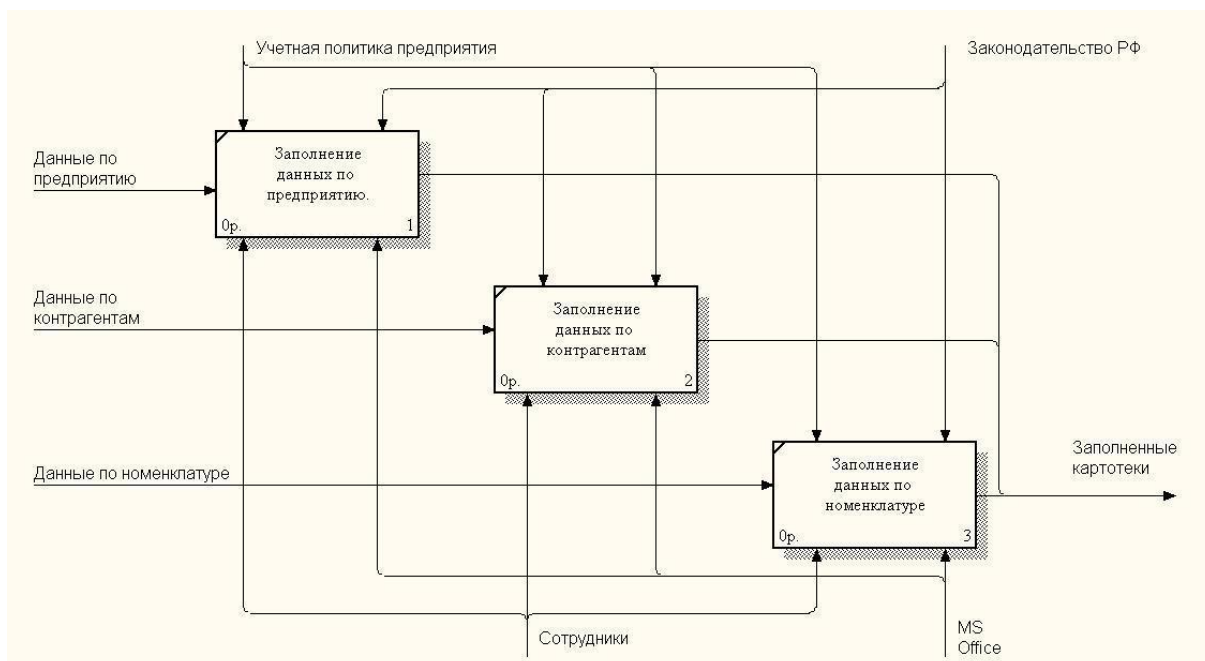 Учетная политика предприятия
Законодательство РФ
Данные по
предприятию
Заполнение
данных по
предприятию.
0р.
1
Данные по
контрагентам
Заполнение
данных по
контрагентам
0р.
2
Данные по номенклатуре
Заполнение
данных по
номенклатуре
0р.
3
Заполненные
картотеки
Сотрудники
MS
Office